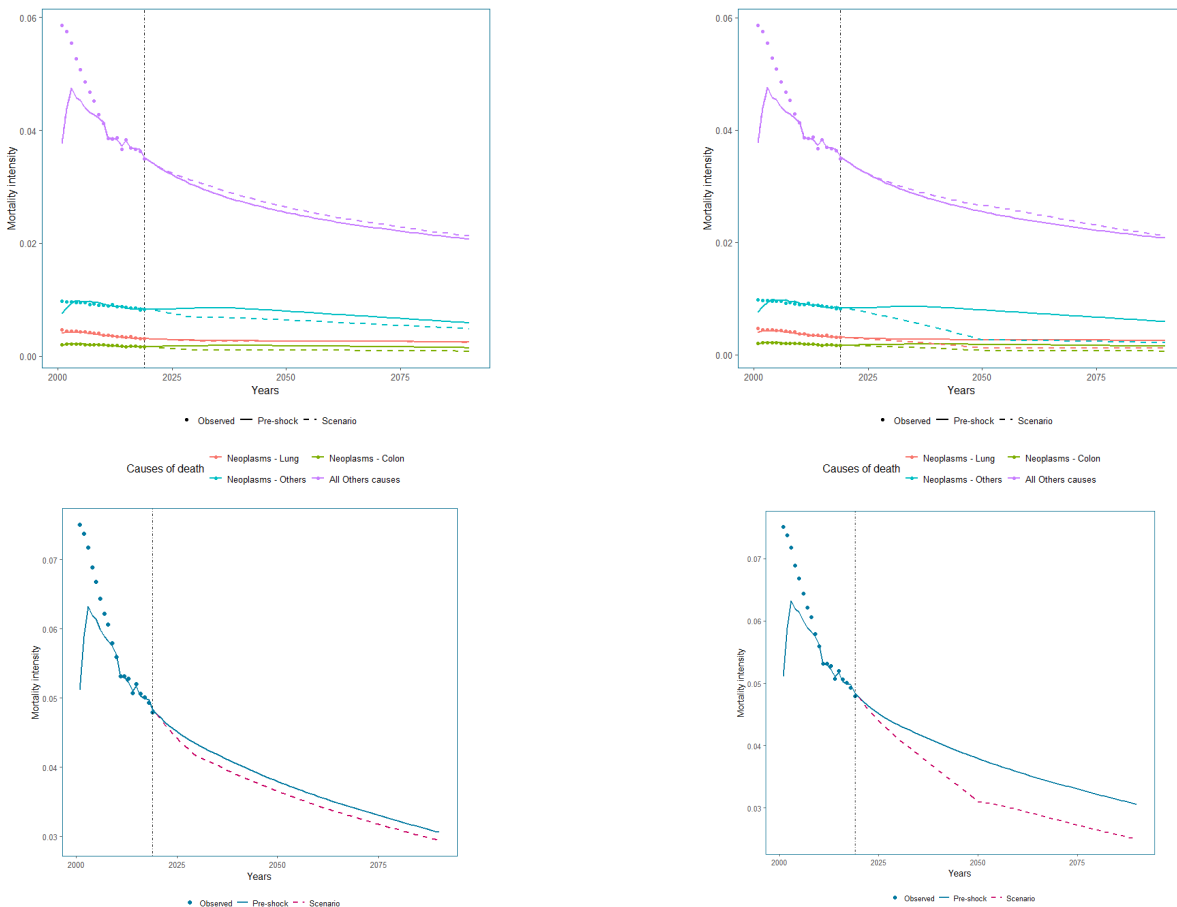 0.06
0.04
0.02
0.00
Mortality intensity
2000 2025 2050 2075
Years
Observed Pre-shock Scenario
Causes of death
Neoplasms - Lung Neoplasms - Colon
Neoplasms - Others All Others causes
0.06
0.04
0.02
0.00
Mortality intensity
2000 2025 2050 2075
Years
Observed Pre-shock Scenario
Causes of death
Neoplasms - Lung Neoplasms - Colon
Neoplasms - Others All Others causes
0.07
0.06
0.05
0.04
0.03
Mortality intensity
2000 2025 2050 2075
Years
Observed Pre-shock Scenario
0.07
0.06
0.05
0.04
0.03
Mortality intensity
2000 2025 2050 2075
Years
Observed Pre-shock Scenario